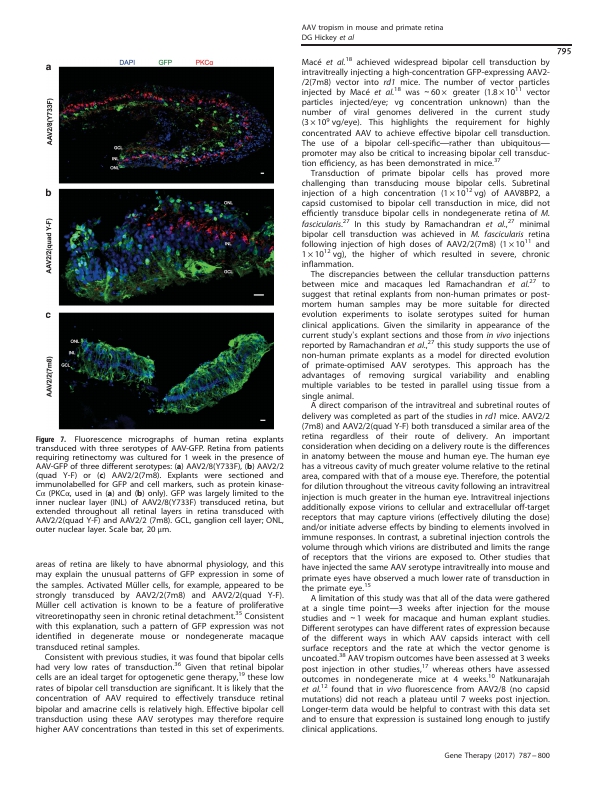 AAV tropism in mouse and primate retina
DG Hickey et al
795
a
DAPI GFP PKCα
AAV2/8(Y733F)
GCL
INL
ONL
b
AAV2/2(quad Y-F)
ONL
INL
GCL
c
AAV2/2(7m8)
ONL
INL
GCL
Figure 7. Fluorescence micrographs of human retina explants
transduced with three serotypes of AAV-GFP. Retina from patients
requiring retinectomy was cultured for 1 week in the presence of
AAV-GFP of three different serotypes: (a) AAV2/8(Y733F), (b) AAV2/2
(quad Y-F) or (c) AAV2/2(7m8). Explants were sectioned and
immunolabelled for GFP and cell markers, such as protein kinase-
Cα (PKCα, used in (a) and (b) only). GFP was largely limited to the
inner nuclear layer (INL) of AAV2/8(Y733F) transduced retina, but
extended throughout all retinal layers in retina transduced with
AAV2/2(quad Y-F) and AAV2/2 (7m8). GCL, ganglion cell layer; ONL,
outer nuclear layer. Scale bar, 20 μm.
areas of retina are likely to have abnormal physiology, and this
may explain the unusual patterns of GFP expression in some of
the samples. Activated Müller cells, for example, appeared to be
strongly transduced by AAV2/2(7m8) and AAV2/2(quad Y-F).
Müller cell activation is known to be a feature of proliferative
vitreoretinopathy seen in chronic retinal detachment.35 Consistent
with this explanation, such a pattern of GFP expression was not
identified in degenerate mouse or nondegenerate macaque
transduced retinal samples.
Consistent with previous studies, it was found that bipolar cells
had very low rates of transduction.36 Given that retinal bipolar
cells are an ideal target for optogenetic gene therapy,19 these low
rates of bipolar cell transduction are significant. It is likely that the
concentration of AAV required to effectively transduce retinal
bipolar and amacrine cells is relatively high. Effective bipolar cell
transduction using these AAV serotypes may therefore require
higher AAV concentrations than tested in this set of experiments.
Macé et al.18 achieved widespread bipolar cell transduction by
intravitreally injecting a high-concentration GFP-expressing AAV2-
/2(7m8) vector into rd1 mice. The number of vector particles
injected by Macé et al.18 was ~60× greater (1.8×10¹¹ vector
particles injected/eye; vg concentration unknown) than the
number of viral genomes delivered in the current study
(3×10⁹ vg/eye). This highlights the requirement for highly
concentrated AAV to achieve effective bipolar cell transduction.
The use of a bipolar cell-specific—rather than ubiquitous—
promoter may also be critical to increasing bipolar cell transduc-
tion efficiency, as has been demonstrated in mice.37
Transduction of primate bipolar cells has proved more
challenging than transducing mouse bipolar cells. Subretinal
injection of a high concentration (1×10¹² vg) of AAV8BP2, a
capsid customised to bipolar cell transduction in mice, did not
efficiently transduce bipolar cells in nondegenerate retina of M.
fascicularis.27 In this study by Ramachandran et al.,27 minimal
bipolar cell transduction was achieved in M. fascicularis retina
following injection of high doses of AAV2/2(7m8) (1×10¹¹ and
1×10¹² vg), the higher of which resulted in severe, chronic
inflammation.
The discrepancies between the cellular transduction patterns
between mice and macaques led Ramachandran et al.27 to
suggest that retinal explants from non-human primates or post-
mortem human samples may be more suitable for directed
evolution experiments to isolate serotypes suited for human
clinical applications. Given the similarity in appearance of the
current study's explant sections and those from in vivo injections
reported by Ramachandran et al.,27 this study supports the use of
non-human primate explants as a model for directed evolution
of primate-optimised AAV serotypes. This approach has the
advantages of removing surgical variability and enabling
multiple variables to be tested in parallel using tissue from a
single animal.
A direct comparison of the intravitreal and subretinal routes of
delivery was completed as part of the studies in rd1 mice. AAV2/2
(7m8) and AAV2/2(quad Y-F) both transduced a similar area of the
retina regardless of their route of delivery. An important
consideration when deciding on a delivery route is the differences
in anatomy between the mouse and human eye. The human eye
has a vitreous cavity of much greater volume relative to the retinal
area, compared with that of a mouse eye. Therefore, the potential
for dilution throughout the vitreous cavity following an intravitreal
injection is much greater in the human eye. Intravitreal injections
additionally expose virions to cellular and extracellular off-target
receptors that may capture virions (effectively diluting the dose)
and/or initiate adverse effects by binding to elements involved in
immune responses. In contrast, a subretinal injection controls the
volume through which virions are distributed and limits the range
of receptors that the virions are exposed to. Other studies that
have injected the same AAV serotype intravitreally into mouse and
primate eyes have observed a much lower rate of transduction in
the primate eye.15
A limitation of this study was that all of the data were gathered
at a single time point—3 weeks after injection for the mouse
studies and ~1 week for macaque and human explant studies.
Different serotypes can have different rates of expression because
of the different ways in which AAV capsids interact with cell
surface receptors and the rate at which the vector genome is
uncoated.38 AAV tropism outcomes have been assessed at 3 weeks
post injection in other studies,17 whereas others have assessed
outcomes in nondegenerate mice at 4 weeks.10 Natkunarajah
et al.12 found that in vivo fluorescence from AAV2/8 (no capsid
mutations) did not reach a plateau until 7 weeks post injection.
Longer-term data would be helpful to contrast with this data set
and to ensure that expression is sustained long enough to justify
clinical applications.
Gene Therapy (2017) 787 – 800